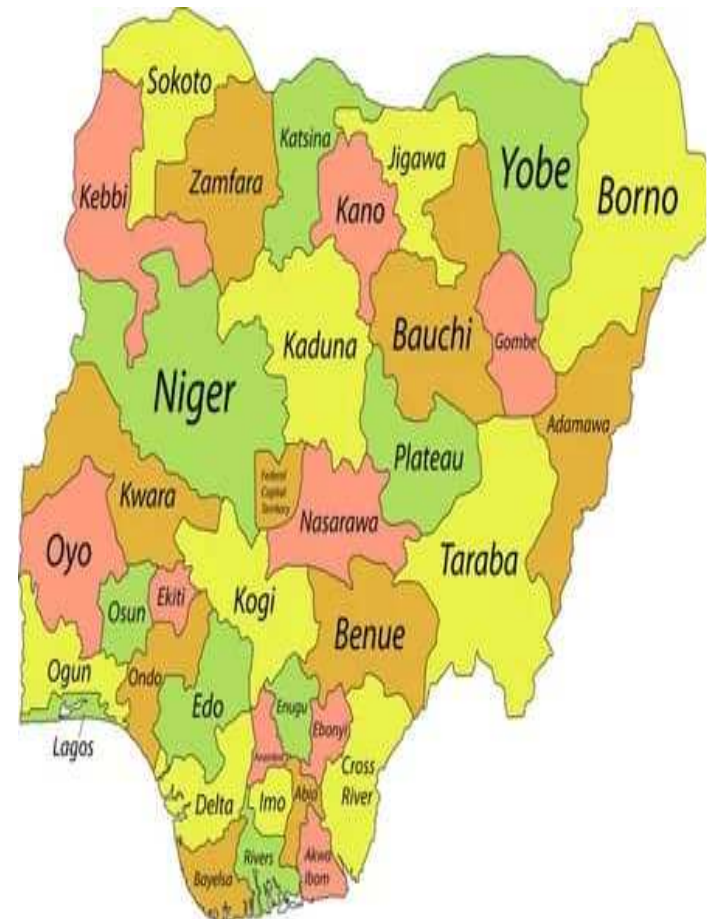 Sokoto
Katsina
Jigawa
Yobe
Borno
Kebbi
Zamfara
Kano
Kaduna
Bauchi
Gombe
Niger
Adamawa
Plateau
Federal
Capital
Territory
Kwara
Nasarawa
Oyo
Taraba
Osun
Ekiti
Kogi
Benue
Ogun
Ondo
Edo
Enugu
Ebonyi
Lagos
Cross
River
Delta
Imo
Abia
Rivers
Akwa
Ibom
Bayelsa